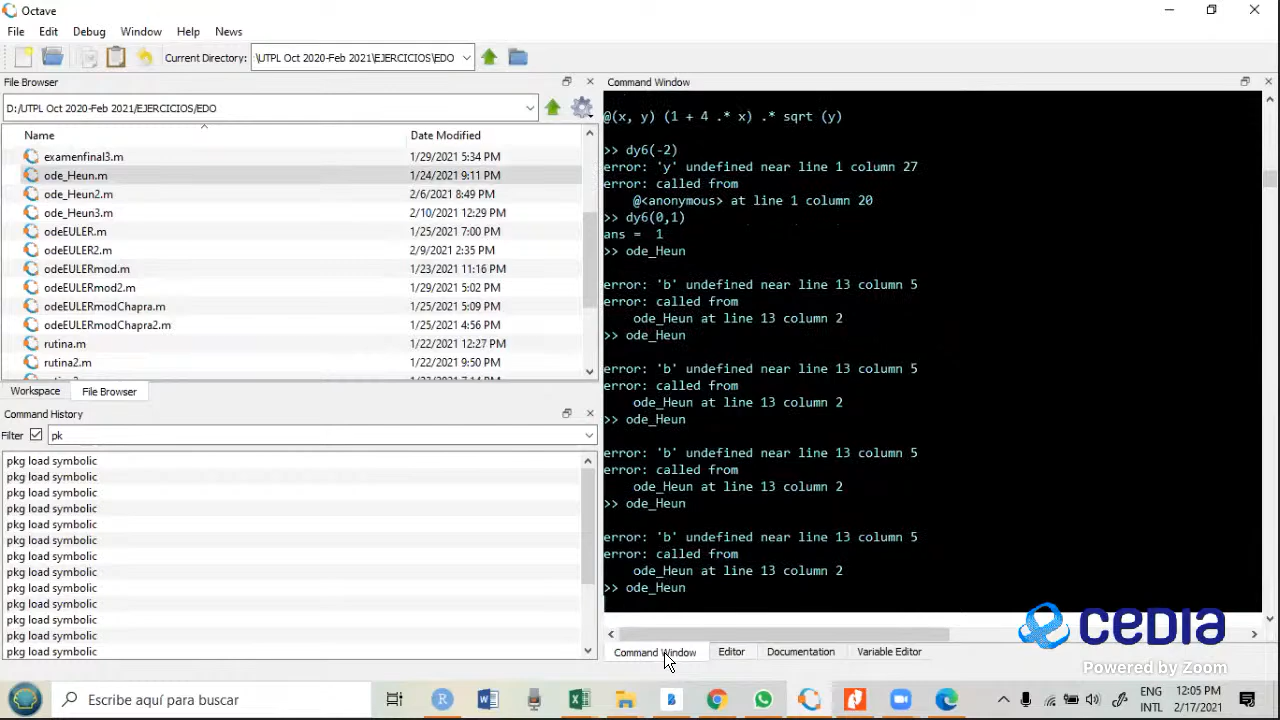 Octave
File Edit Debug Window Help News
Current Directory: \UTPL Oct 2020-Feb 2021\EJERCICIOS\EDO
File Browser
D:/UTPL Oct 2020-Feb 2021/EJERCICIOS/EDO
Name Date Modified
examenfinal3.m 1/29/2021 5:34 PM
ode_Heun.m 1/24/2021 9:11 PM
ode_Heun2.m 2/6/2021 8:49 PM
ode_Heun3.m 2/10/2021 12:29 PM
odeEULER.m 1/25/2021 7:00 PM
odeEULER2.m 2/9/2021 2:35 PM
odeEULERmod.m 1/23/2021 11:16 PM
odeEULERmod2.m 1/29/2021 5:02 PM
odeEULERmodChapra.m 1/25/2021 5:09 PM
odeEULERmodChapra2.m 1/25/2021 4:56 PM
rutina.m 1/22/2021 12:27 PM
rutina2.m 1/22/2021 9:50 PM
Workspace File Browser
Command History
Filter pk
pkg load symbolic
pkg load symbolic
pkg load symbolic
pkg load symbolic
pkg load symbolic
pkg load symbolic
pkg load symbolic
pkg load symbolic
pkg load symbolic
pkg load symbolic
pkg load symbolic
pkg load symbolic
pkg load symbolic
Command Window
@(x, y) (1 + 4 .* x) .* sqrt (y)
>> dy6(-2)
error: 'y' undefined near line 1 column 27
error: called from
@<anonymous> at line 1 column 20
>> dy6(0,1)
ans = 1
>> ode_Heun
error: 'b' undefined near line 13 column 5
error: called from
ode_Heun at line 13 column 2
>> ode_Heun
error: 'b' undefined near line 13 column 5
error: called from
ode_Heun at line 13 column 2
>> ode_Heun
error: 'b' undefined near line 13 column 5
error: called from
ode_Heun at line 13 column 2
>> ode_Heun
error: 'b' undefined near line 13 column 5
error: called from
ode_Heun at line 13 column 2
>> ode_Heun
Command Window Editor Documentation Variable Editor
cedia
Powered by Zoom
Escribe aquí para buscar
ENG 12:05 PM
INTL 2/17/2021